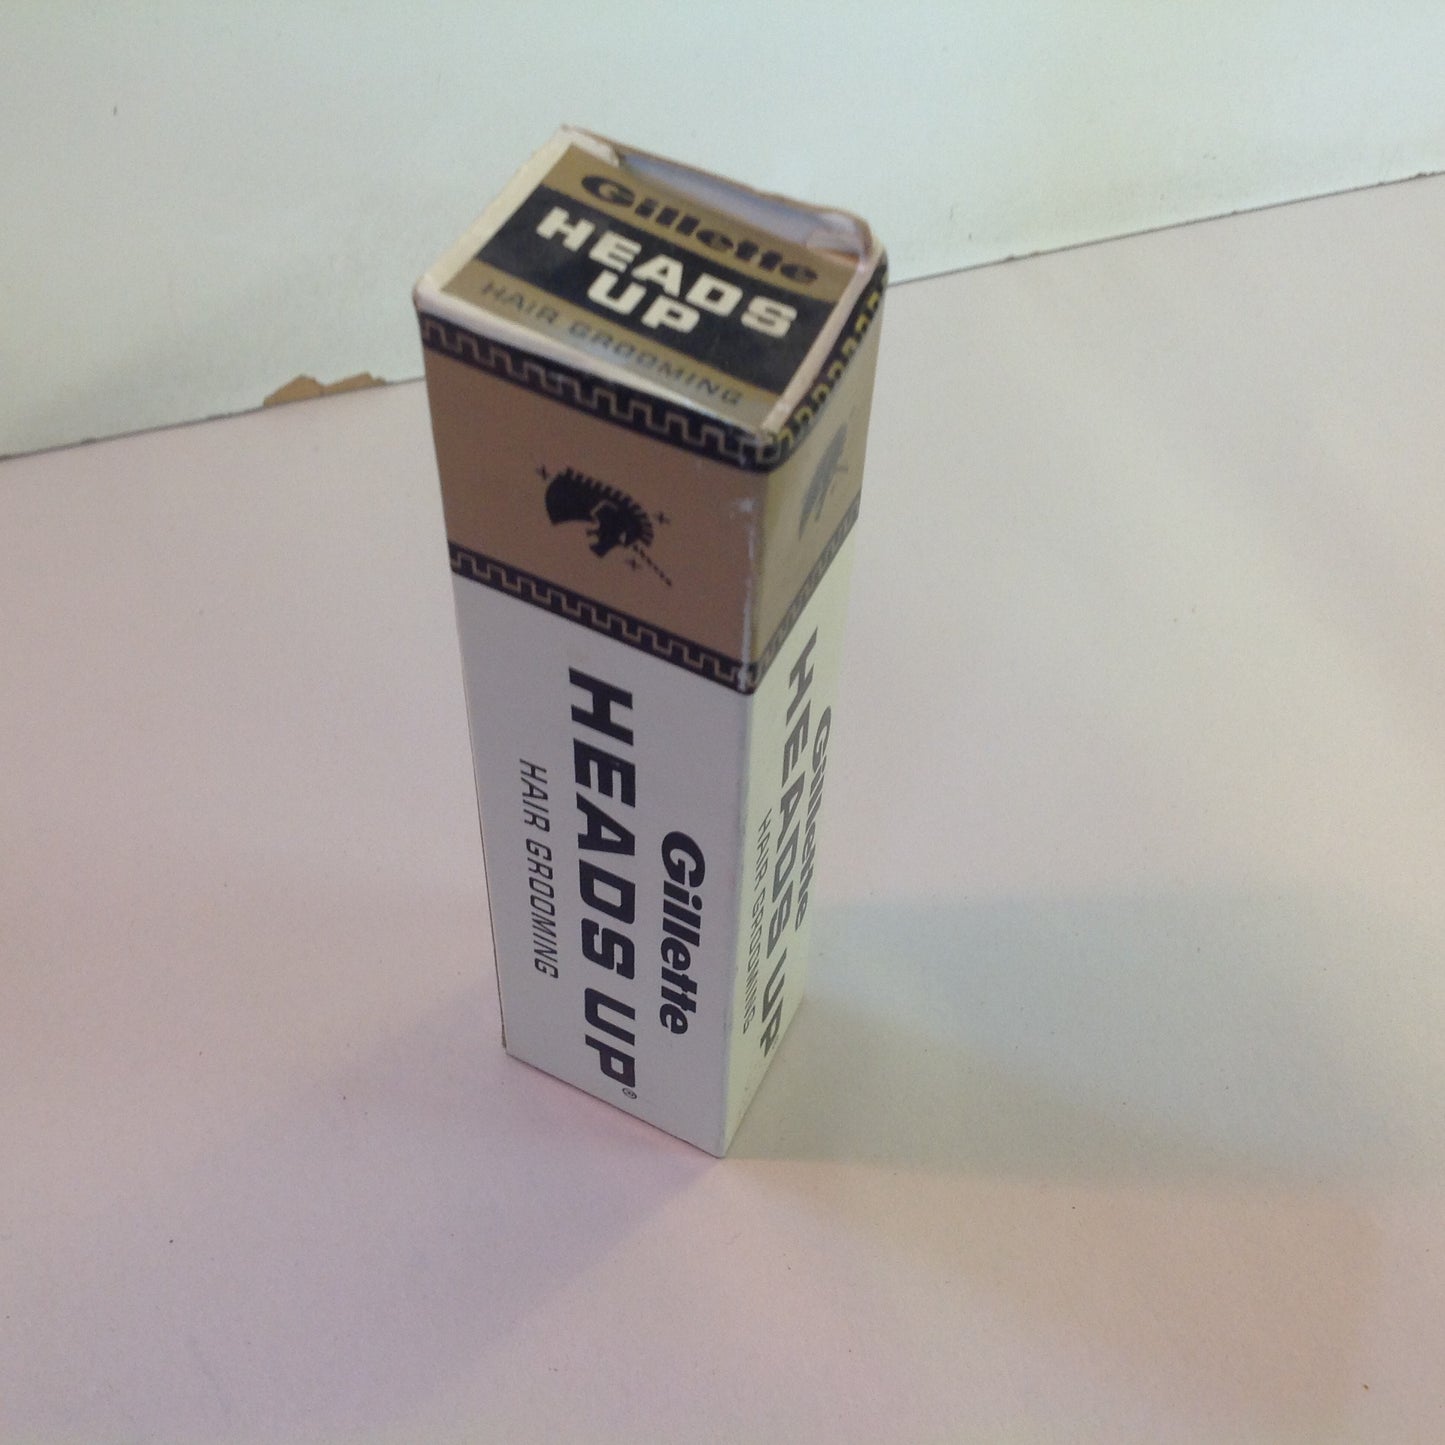 Gillette
HEADS
UP
HAIR GROOMING
Gillette
HEADS UP®
HAIR GROOMING
Gillette
HEADS UP
HAIR GROOMING